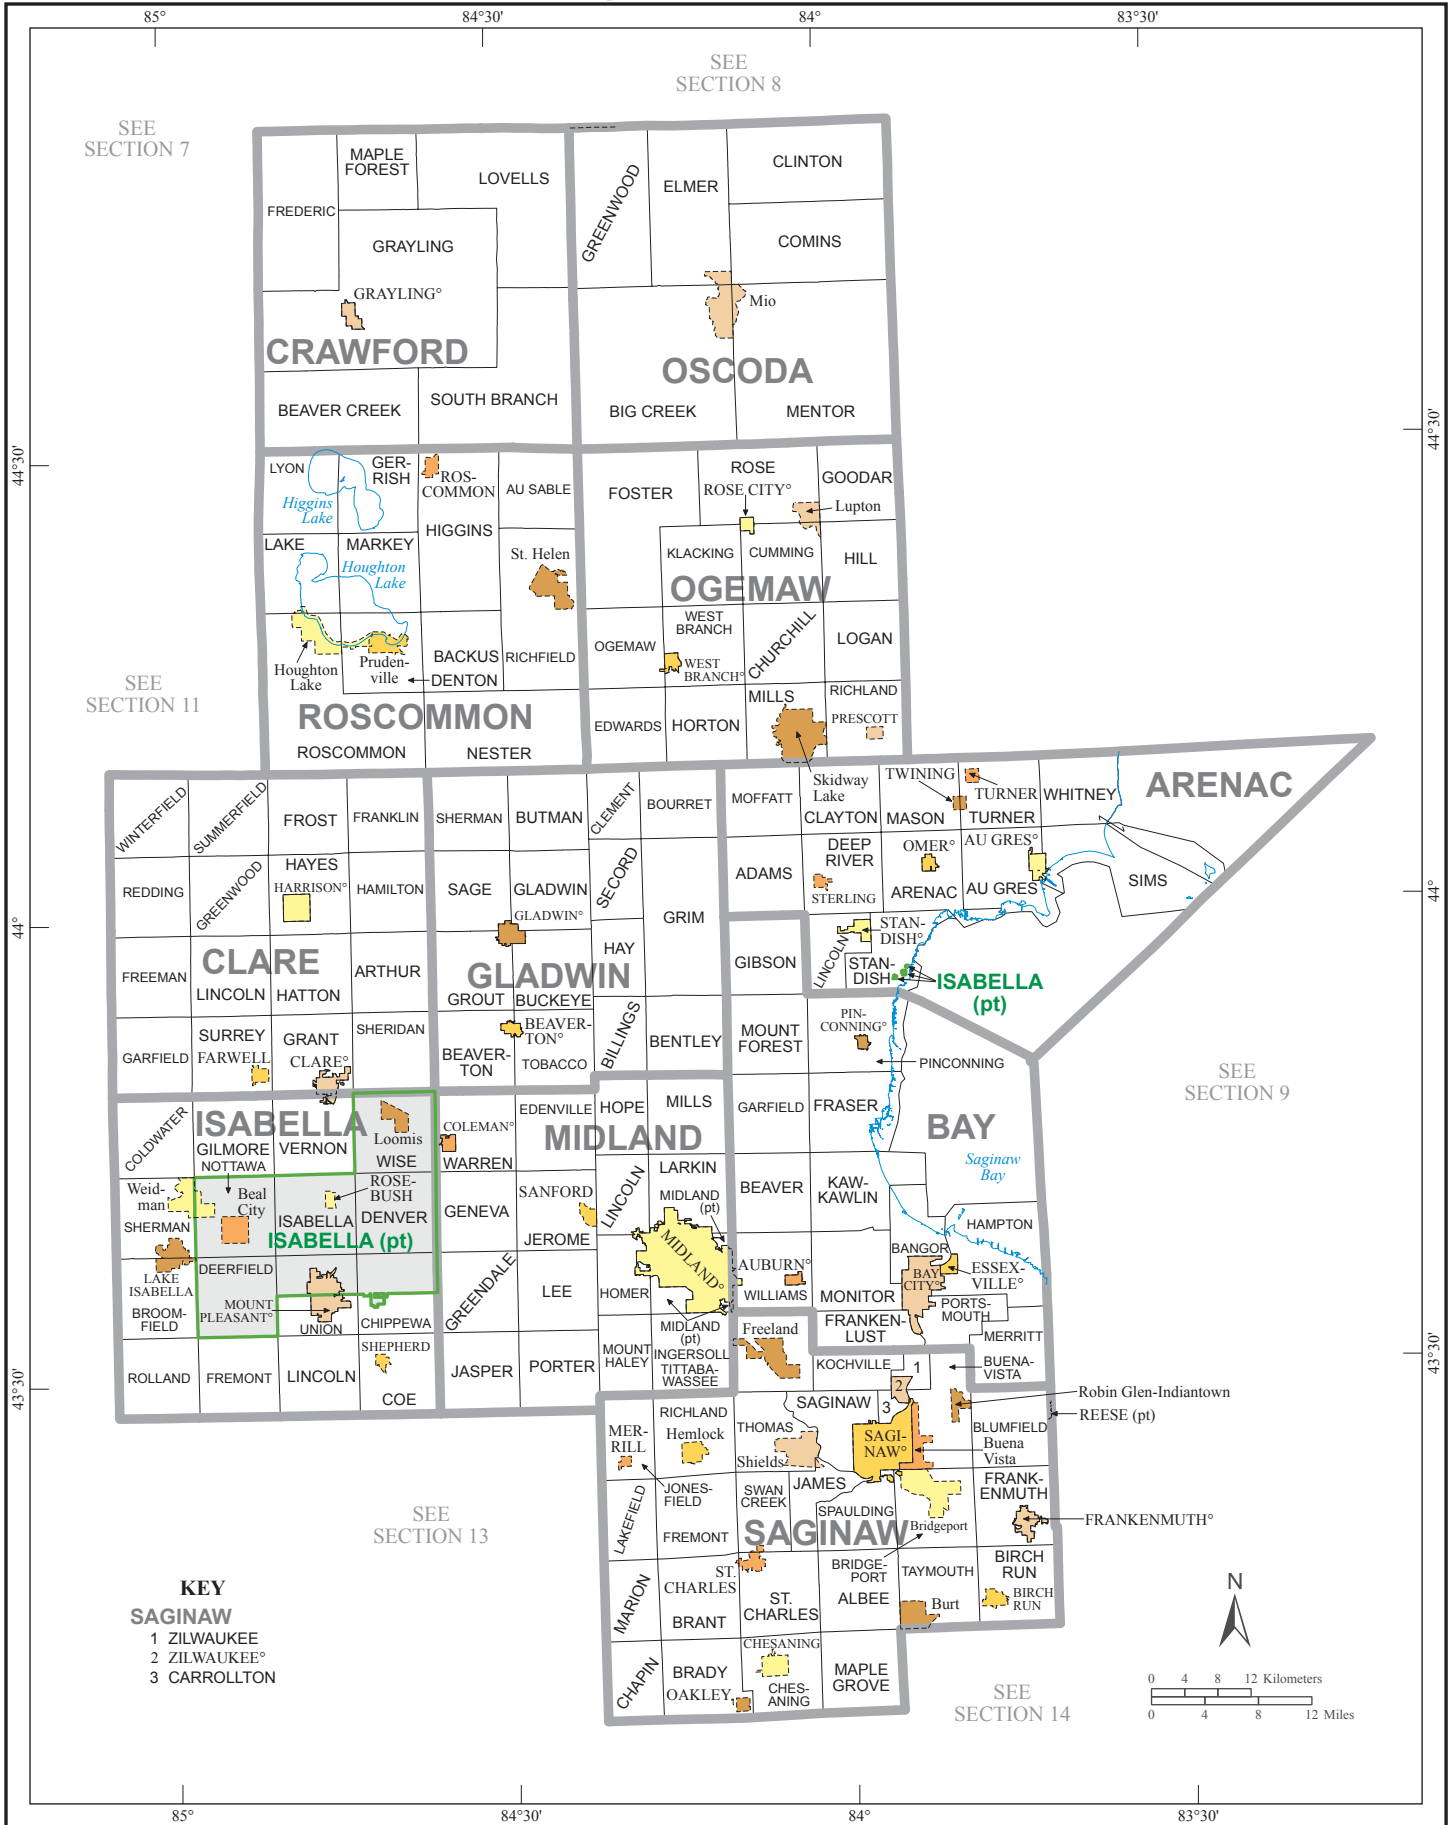 85°
84°30'
84°
83°30'
SEE
SECTION 8
SEE
SECTION 7
MAPLE
FOREST
LOVELLS
FREDERIC
GRAYLING
GRAYLING°
CRAWFORD
BEAVER CREEK
SOUTH BRANCH
GREENWOOD
ELMER
CLINTON
COMINS
Mio
OSCODA
BIG CREEK
MENTOR
44°30'
44°30'
LYON
GER-
RISH
ROS-
COMMON
AU SABLE
Higgins
Lake
HIGGINS
LAKE
MARKEY
Houghton
Lake
St. Helen
Houghton
Lake
Pruden-
ville
BACKUS
DENTON
RICHFIELD
ROSCOMMON
ROSCOMMON
NESTER
FOSTER
ROSE
ROSE CITY°
GOODAR
Lupton
KLACKING
CUMMING
HILL
OGEMAW
WEST
BRANCH
CHURCHILL
LOGAN
OGEMAW
WEST
BRANCH°
EDWARDS
HORTON
MILLS
RICHLAND
PRESCOTT
Skidway
Lake
SEE
SECTION 11
WINTERFIELD
SUMMERFIELD
FROST
FRANKLIN
REDDING
GREENWOOD
HAYES
HARRISON°
HAMILTON
CLARE
FREEMAN
LINCOLN
HATTON
ARTHUR
GARFIELD
SURREY
FARWELL
GRANT
CLARE°
SHERIDAN
SHERMAN
BUTMAN
CLEMENT
BOURRET
SAGE
GLADWIN
GLADWIN°
SECORD
GRIM
GLADWIN
HAY
GROUT
BUCKEYE
BEAVER-
TON°
BEAVER-
TON
TOBACCO
BILLINGS
BENTLEY
MOFFATT
CLAYTON
TWINING
MASON
TURNER
TURNER
WHITNEY
ARENAC
ADAMS
DEEP
RIVER
STERLING
OMER°
ARENAC
AU GRES°
AU GRES
SIMS
LINCOLN
STAN-
DISH°
STAN-
DISH
ISABELLA
(pt)
44°
44°
GIBSON
MOUNT
FOREST
PIN-
CONNING°
PINCONNING
GARFIELD
FRASER
BAY
Saginaw
Bay
BEAVER
KAW-
KAWLIN
HAMPTON
BANGOR
AUBURN°
BAY
CITY°
ESSEX-
VILLE°
WILLIAMS
MONITOR
PORTS-
MOUTH
FRANKEN-
LUST
MERRITT
SEE
SECTION 9
COLDWATER
ISABELLA
GILMORE
NOTTAWA
VERNON
Loomis
WISE
Weid-
man
Beal
City
ROSE-
BUSH
SHERMAN
ISABELLA
DENVER
ISABELLA (pt)
LAKE
ISABELLA
DEERFIELD
BROOM-
FIELD
MOUNT
PLEASANT°
UNION
CHIPPEWA
ROLLAND
FREMONT
LINCOLN
SHEPHERD
COE
EDENVILLE
HOPE
MILLS
COLEMAN°
WARREN
MIDLAND
LARKIN
MIDLAND
(pt)
GENEVA
SANFORD
JEROME
LINCOLN
MIDLAND°
GREENDALE
LEE
HOMER
MIDLAND
(pt)
JASPER
PORTER
MOUNT
HALEY
INGERSOLL
43°30'
43°30'
Freeland
TITTABA-
WASSEE
KOCHVILLE
1
BUENA-
VISTA
2
3
SAGINAW
Robin Glen-Indiantown
REESE (pt)
RICHLAND
Hemlock
MER-
RILL
THOMAS
Shields
SAGI-
NAW°
BLUMFIELD
Buena
Vista
JONES-
FIELD
SWAN
CREEK
JAMES
FRANK-
ENMUTH
LAKEFIELD
FREMONT
SPAULDING
SAGINAW
Bridgeport
FRANKENMUTH°
BRIDGE-
PORT
ST.
CHARLES
TAYMOUTH
BIRCH
RUN
MARION
BRANT
ST.
CHARLES
ALBEE
Burt
BIRCH
RUN
CHESANING
CHAPIN
BRADY
OAKLEY
CHES-
ANING
MAPLE
GROVE
SEE
SECTION 13
SEE
SECTION 14
KEY
SAGINAW
1 ZILWAUKEE
2 ZILWAUKEE°
3 CARROLLTON
N
0 4 8 12 Kilometers
0 4 8 12 Miles
85°
84°30'
84°
83°30'